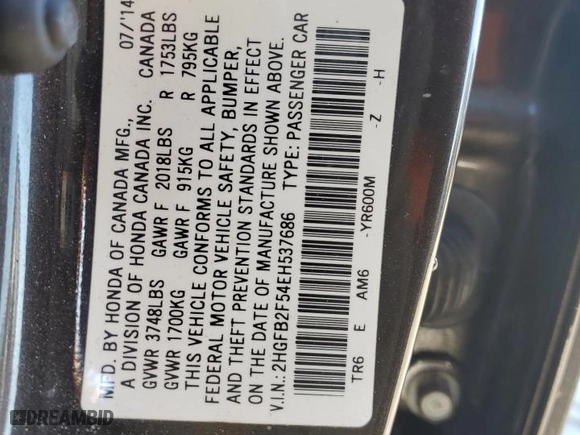 MFD. BY HONDA OF CANADA MFG., 07/'14
A DIVISION OF HONDA CANADA INC. CANADA
GVWR 3748LBS GAWR F 2018LBS R 1753LBS
GVWR 1700KG GAWR F 915KG R 795KG
THIS VEHICLE CONFORMS TO ALL APPLICABLE
FEDERAL MOTOR VEHICLE SAFETY, BUMPER,
AND THEFT PREVENTION STANDARDS IN EFFECT
ON THE DATE OF MANUFACTURE SHOWN ABOVE.
V.I.N.: 2HGFB2F54EH537686 TYPE: PASSENGER CAR
TR6 E AM6 -YR600M -Z -H
DREAMBID